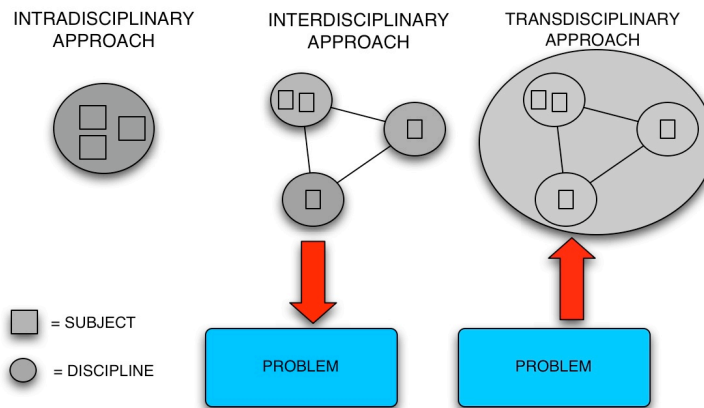 INTRADISCIPLINARY
APPROACH
INTERDISCIPLINARY
APPROACH
TRANSDISCIPLINARY
APPROACH
= SUBJECT
= DISCIPLINE
PROBLEM
PROBLEM